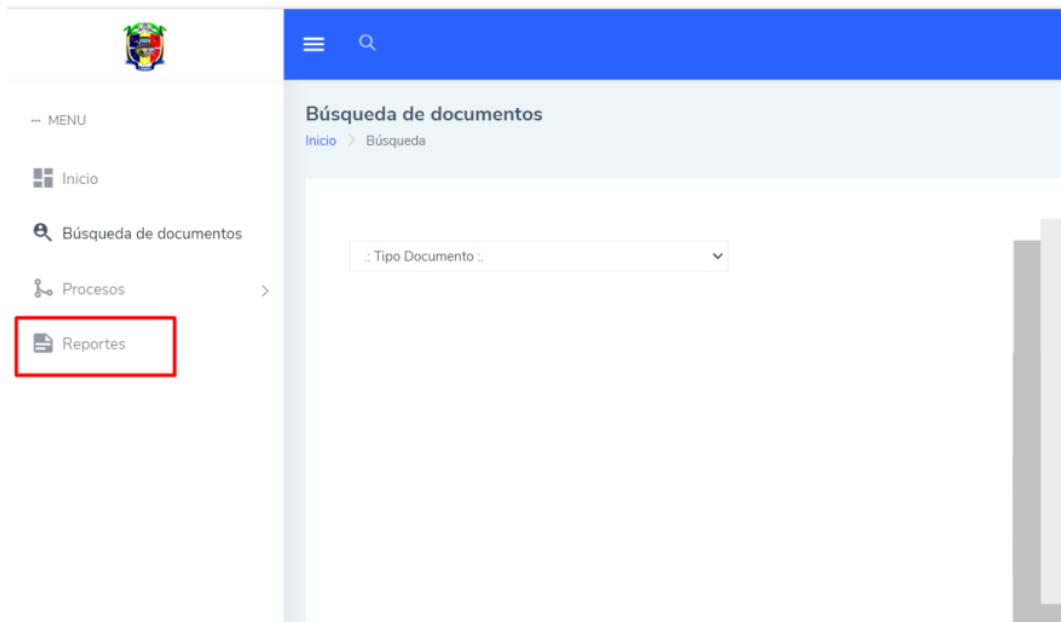 ··· MENU
Inicio
Búsqueda de documentos
Procesos
Reportes
Búsqueda de documentos
Inicio > Búsqueda
.: Tipo Documento :.